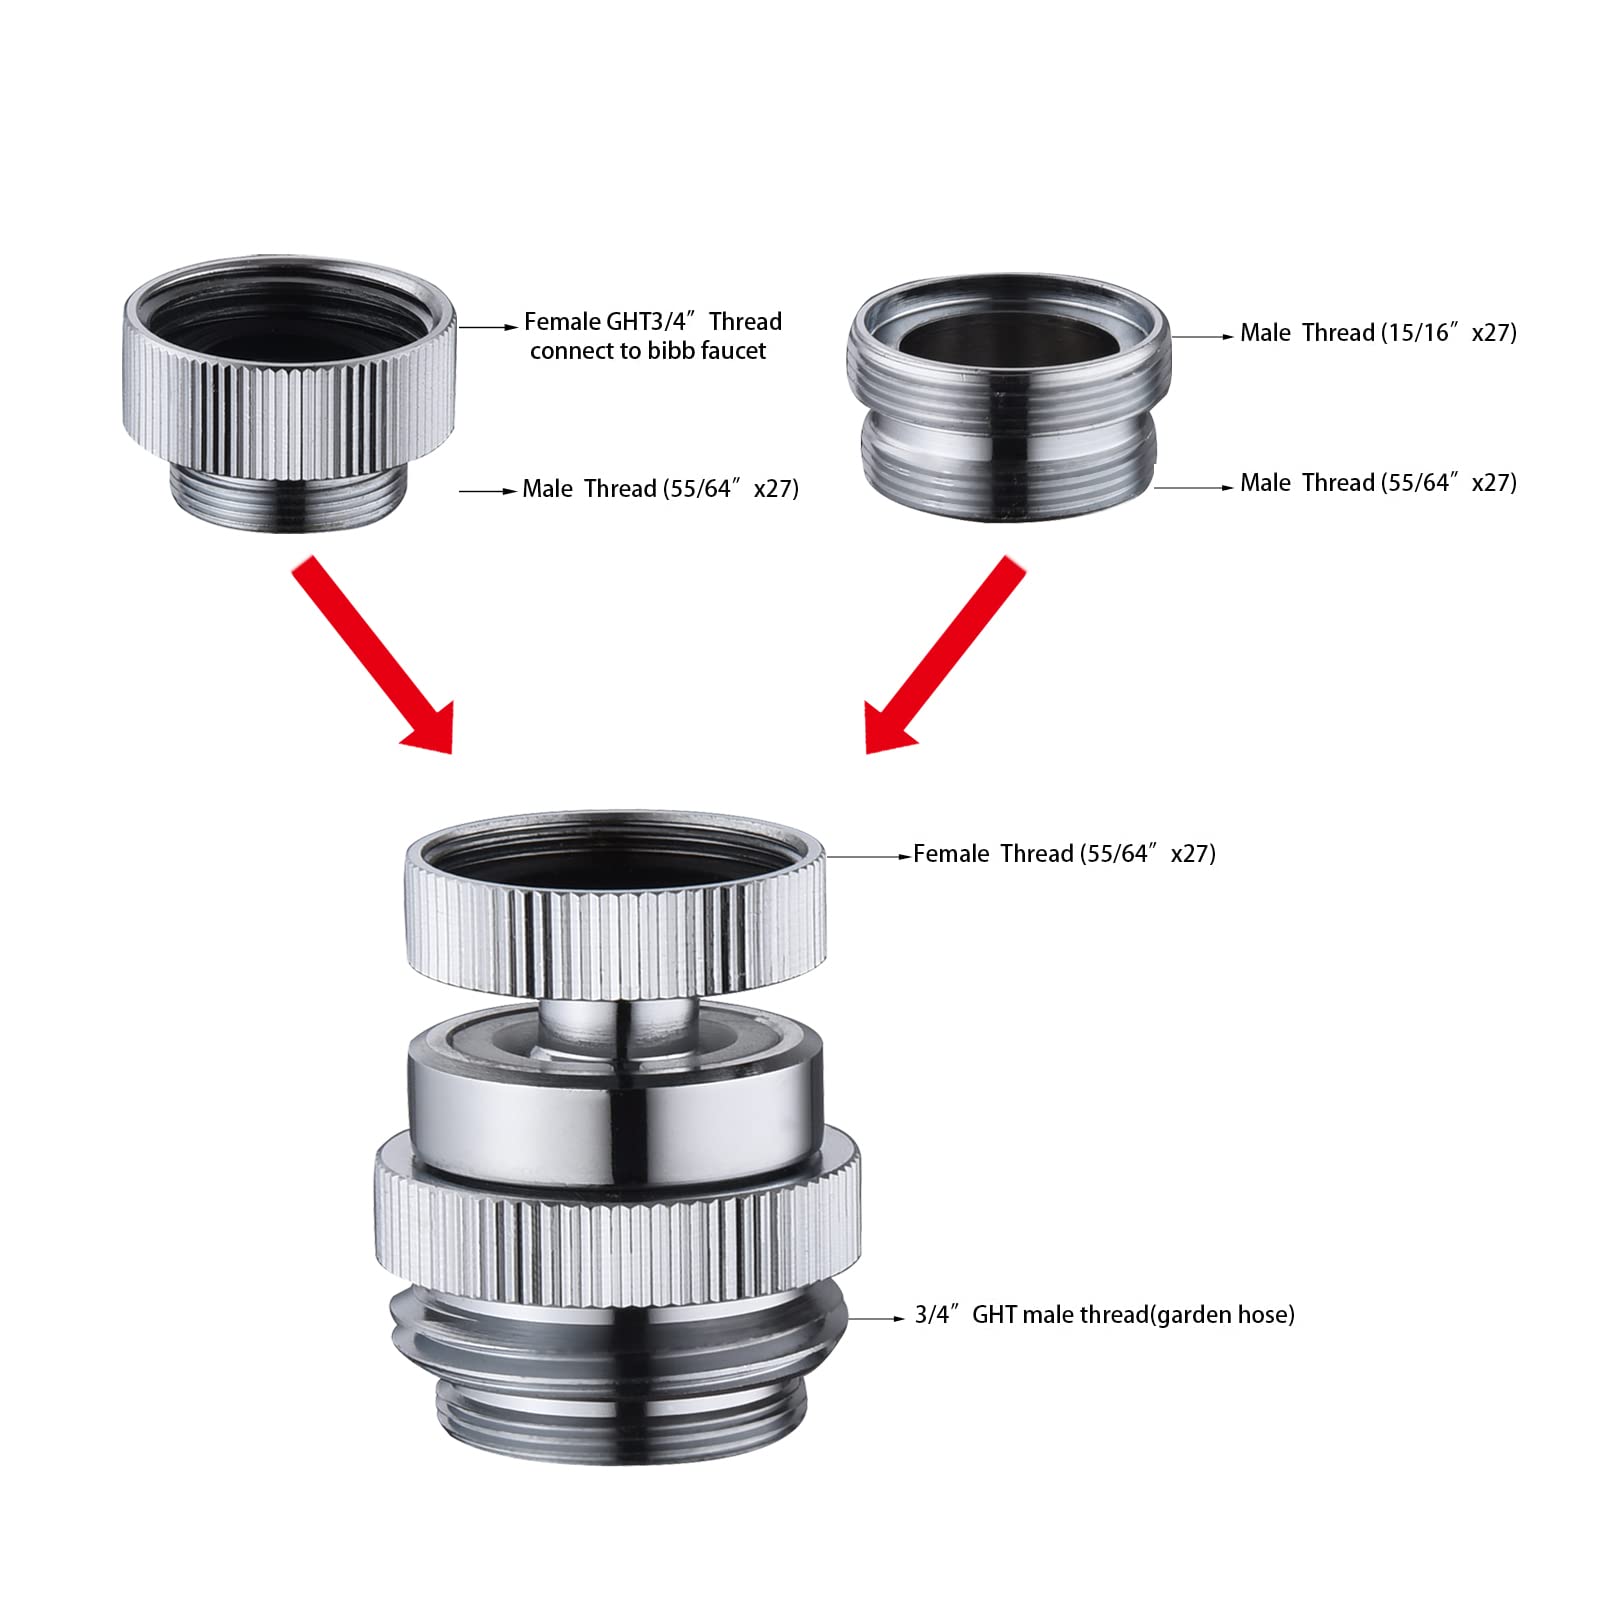 Female GHT3/4″ Thread
connect to bibb faucet
Male Thread (55/64″ x27)
Male Thread (15/16″ x27)
Male Thread (55/64″ x27)
Female Thread (55/64″ x27)
3/4″ GHT male thread(garden hose)